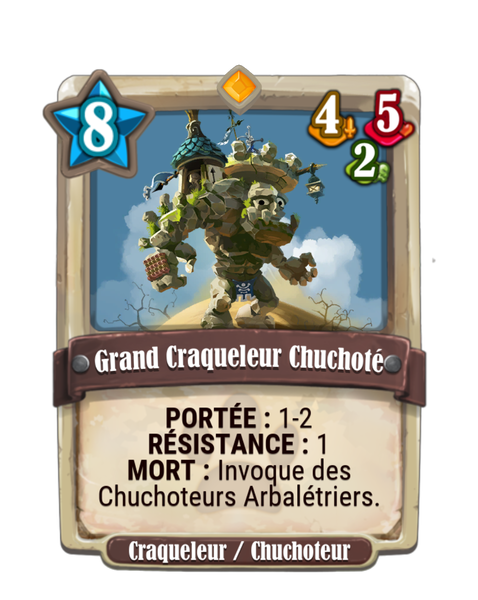 8
4
5
2
Grand Craqueleur Chuchoté
PORTÉE : 1-2
RÉSISTANCE : 1
MORT : Invoque des
Chuchoteurs Arbalétriers.
Craqueleur / Chuchoteur